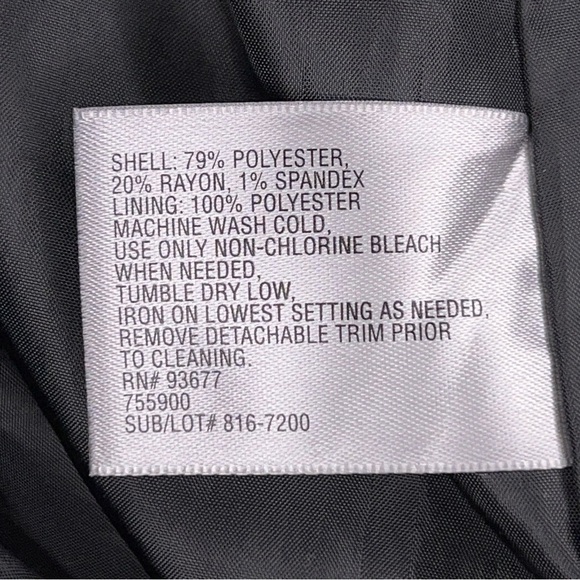 SHELL: 79% POLYESTER,
20% RAYON, 1% SPANDEX
LINING: 100% POLYESTER
MACHINE WASH COLD,
USE ONLY NON-CHLORINE BLEACH
WHEN NEEDED,
TUMBLE DRY LOW,
IRON ON LOWEST SETTING AS NEEDED,
REMOVE DETACHABLE TRIM PRIOR
TO CLEANING.
RN# 93677
755900
SUB/LOT# 816-7200